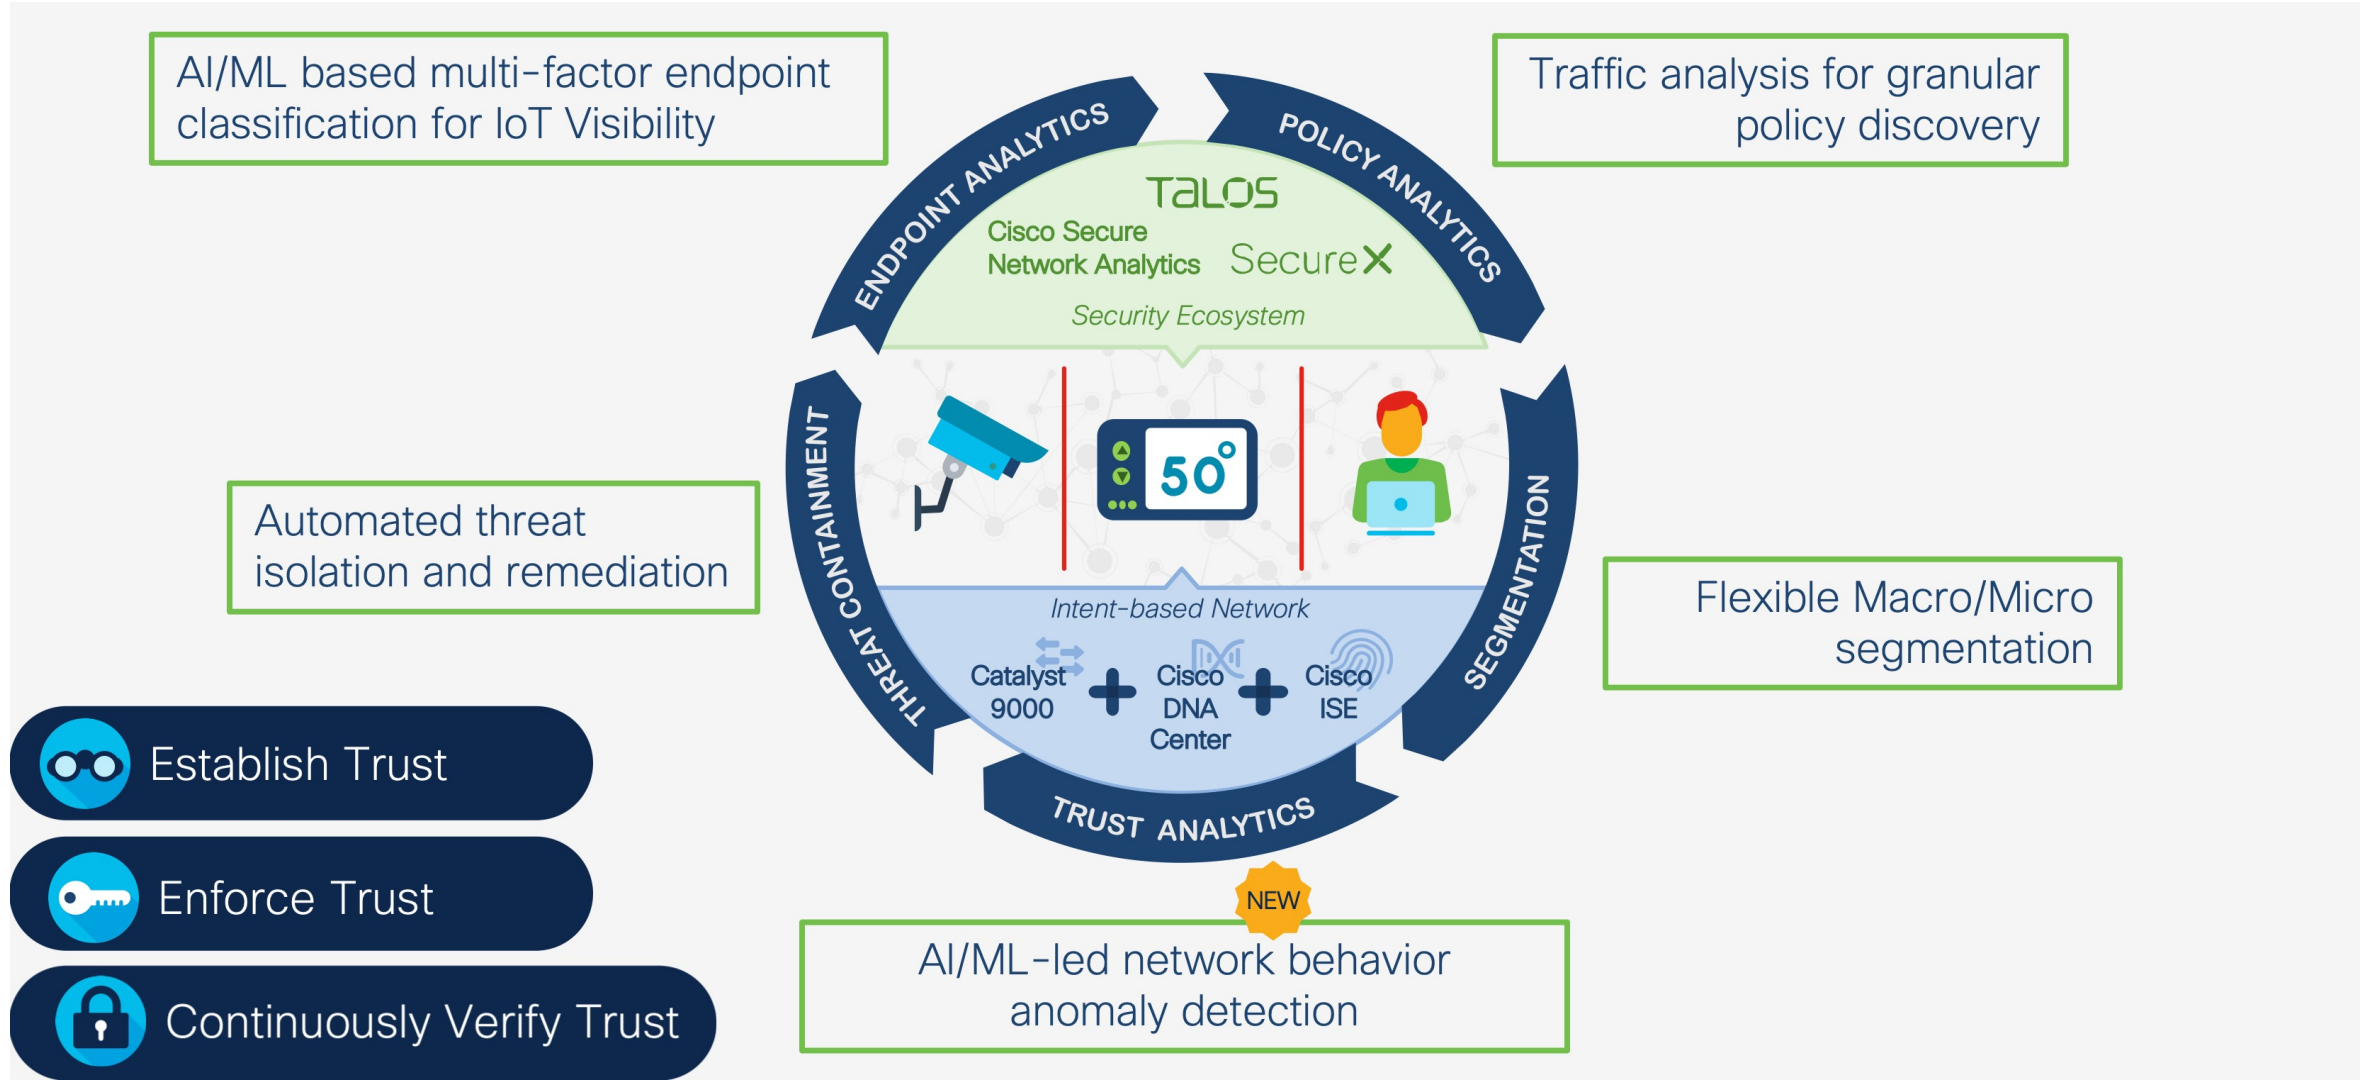 AI/ML based multi-factor endpoint
classification for IoT Visibility
Traffic analysis for granular
policy discovery
ENDPOINT ANALYTICS
POLICY ANALYTICS
TALOS
Cisco Secure
Network Analytics
SecureX
Security Ecosystem
50°
THREAT CONTAINMENT
SEGMENTATION
Automated threat
isolation and remediation
Flexible Macro/Micro
segmentation
Intent-based Network
Catalyst
9000
Cisco
DNA
Center
Cisco
ISE
TRUST ANALYTICS
Establish Trust
Enforce Trust
Continuously Verify Trust
NEW
AI/ML-led network behavior
anomaly detection